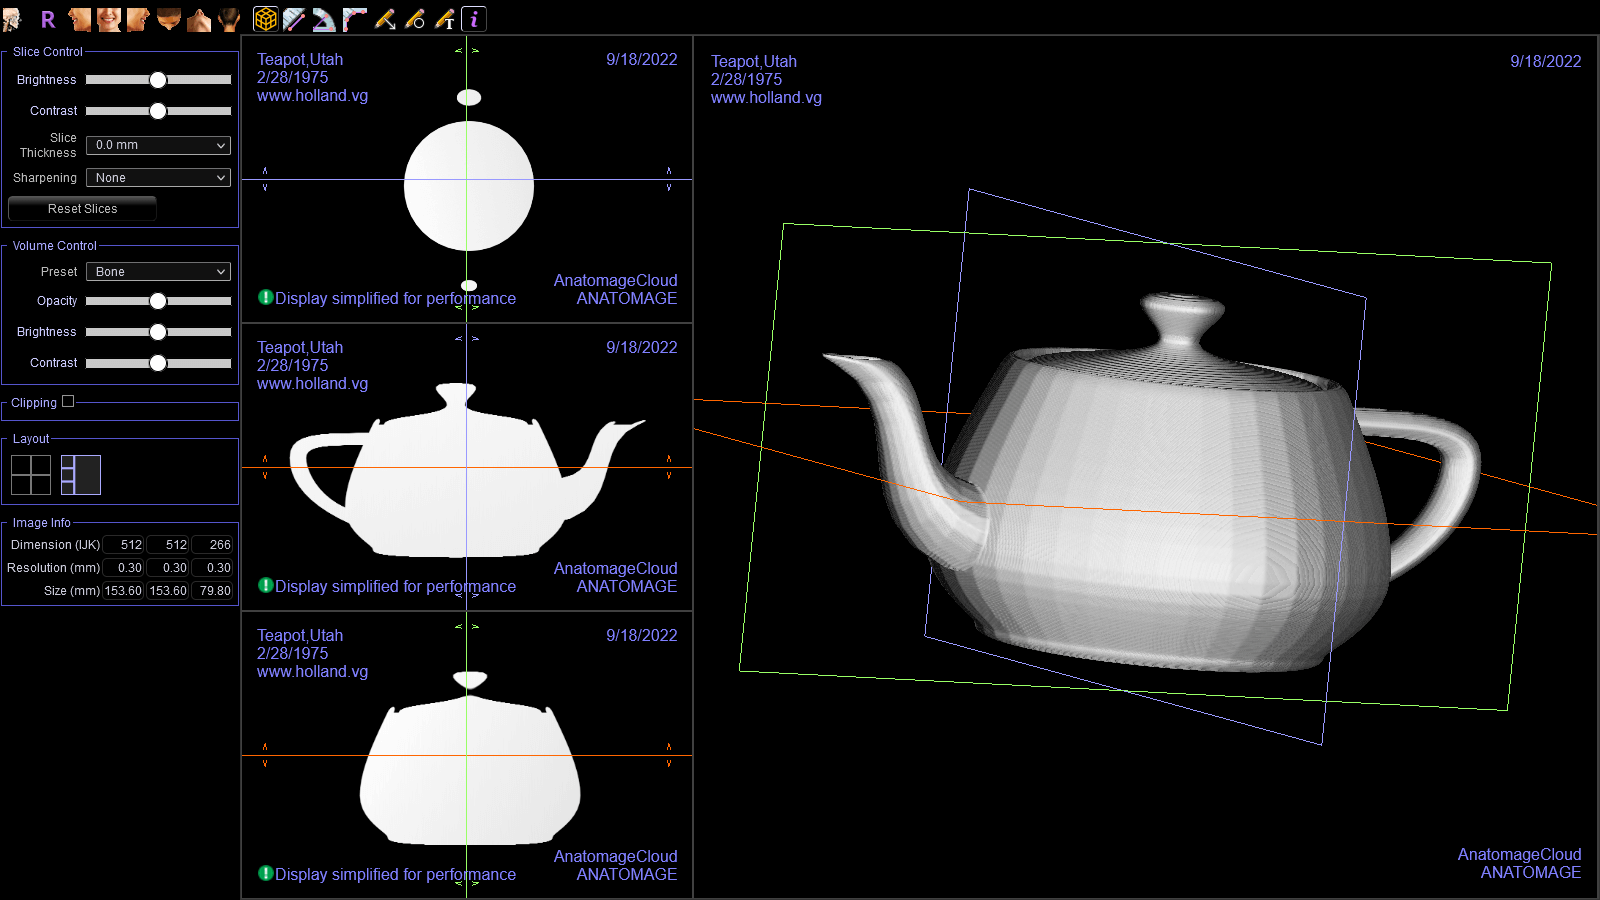 R
T
i
Slice Control
Brightness
Contrast
Slice
Thickness
0.0 mm
Sharpening
None
Reset Slices
Volume Control
Preset
Bone
Opacity
Brightness
Contrast
Clipping
Layout
Image Info
Dimension (IJK) 512 512 266
Resolution (mm) 0.30 0.30 0.30
Size (mm) 153.60 153.60 79.80
Teapot,Utah 9/18/2022
2/28/1975
www.holland.vg
AnatomageCloud
Display simplified for performance ANATOMAGE
Teapot,Utah 9/18/2022
2/28/1975
www.holland.vg
AnatomageCloud
Display simplified for performance ANATOMAGE
Teapot,Utah 9/18/2022
2/28/1975
www.holland.vg
AnatomageCloud
Display simplified for performance ANATOMAGE
Teapot,Utah 9/18/2022
2/28/1975
www.holland.vg
AnatomageCloud
ANATOMAGE